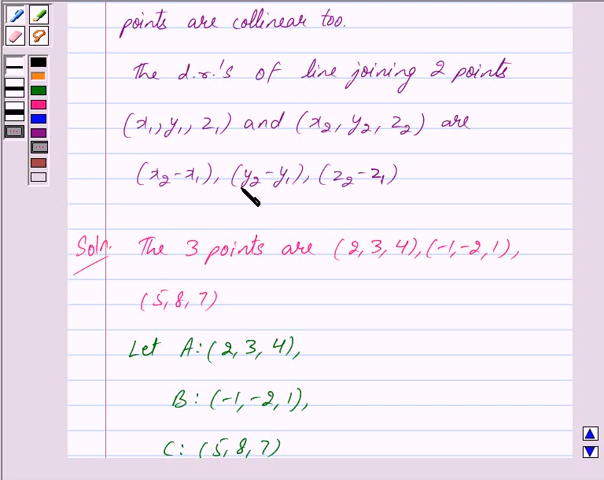 points are collinear too.
The d.r.'s of line joining 2 points
(x₁, y₁, z₁) and (x₂, y₂, z₂) are
(x₂-x₁), (y₂-y₁), (z₂-z₁)
Soln. The 3 points are (2, 3, 4), (-1, -2, 1),
(5, 8, 7)
Let A: (2, 3, 4),
B: (-1, -2, 1),
C: (5, 8, 7)